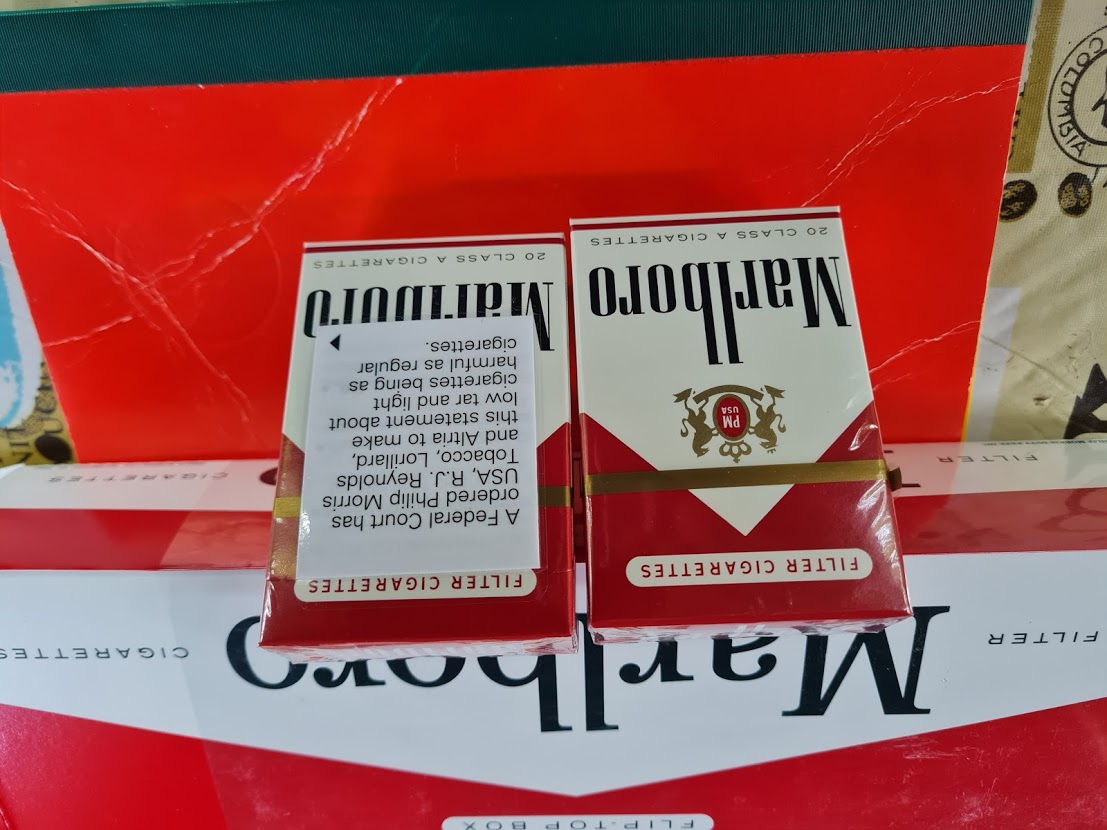 FILTER CIGARETTES
A Federal Court has
ordered Philip Morris
USA, R.J. Reynolds
Tobacco, Lorillard,
and Altria to make
this statement about
low tar and light
cigarettes being as
harmful as regular
cigarettes.
Marlboro
20 CLASS A CIGARETTES
FILTER CIGARETTES
PM
USA
Marlboro
20 CLASS A CIGARETTES
FLIP-TOP BOX
FILTER
Marlboro
CIGARETTES
FILTER
CIGARETTES
COLOMBIA